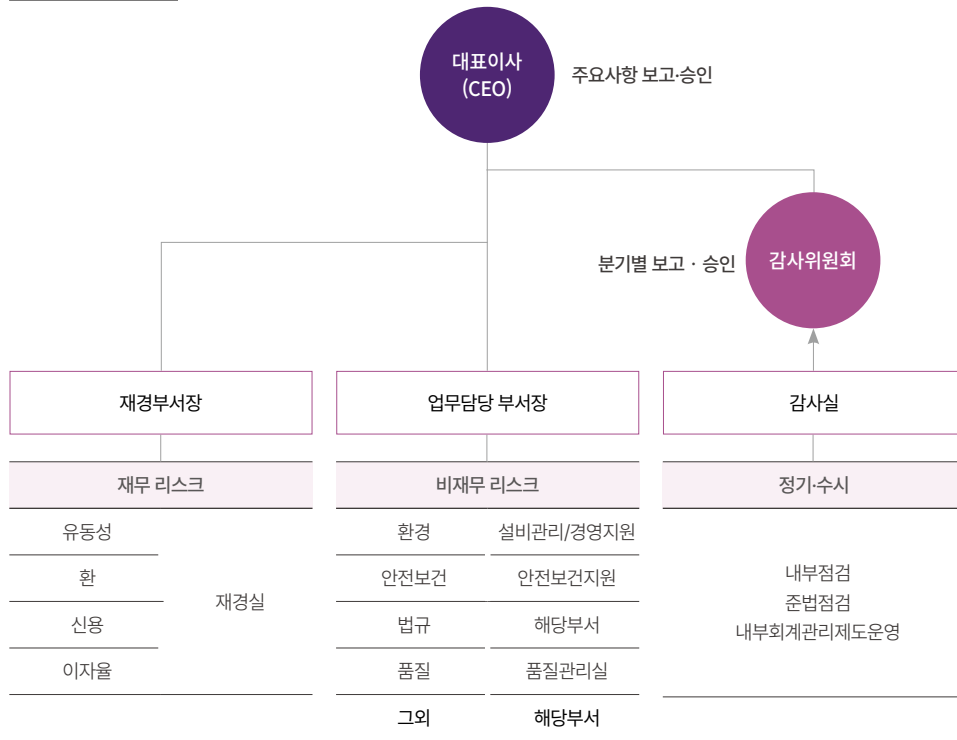 대표이사
(CEO)
주요사항 보고·승인
분기별 보고 · 승인
감사위원회
재경부서장
업무담당 부서장
감사실
재무 리스크
비재무 리스크
정기·수시
유동성
환
신용
이자율
재경실
환경
설비관리/경영지원
안전보건
안전보건지원
법규
해당부서
품질
품질관리실
그외
해당부서
내부점검
준법점검
내부회계관리제도운영